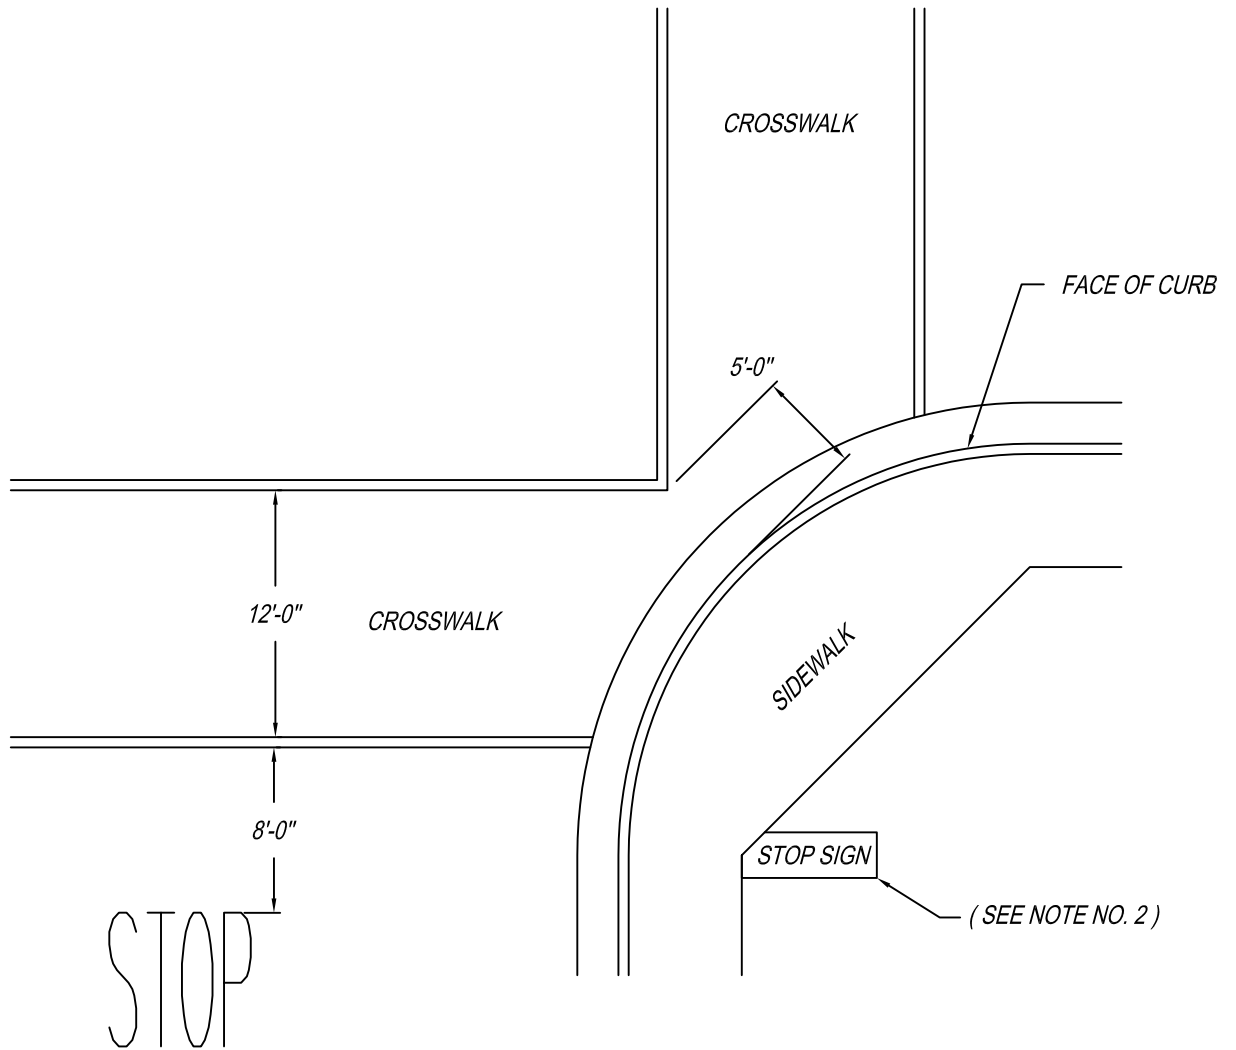 CROSSWALK
FACE OF CURB
5'-0"
12'-0"
CROSSWALK
SIDEWALK
8'-0"
STOP SIGN
( SEE NOTE NO. 2 )
STOP